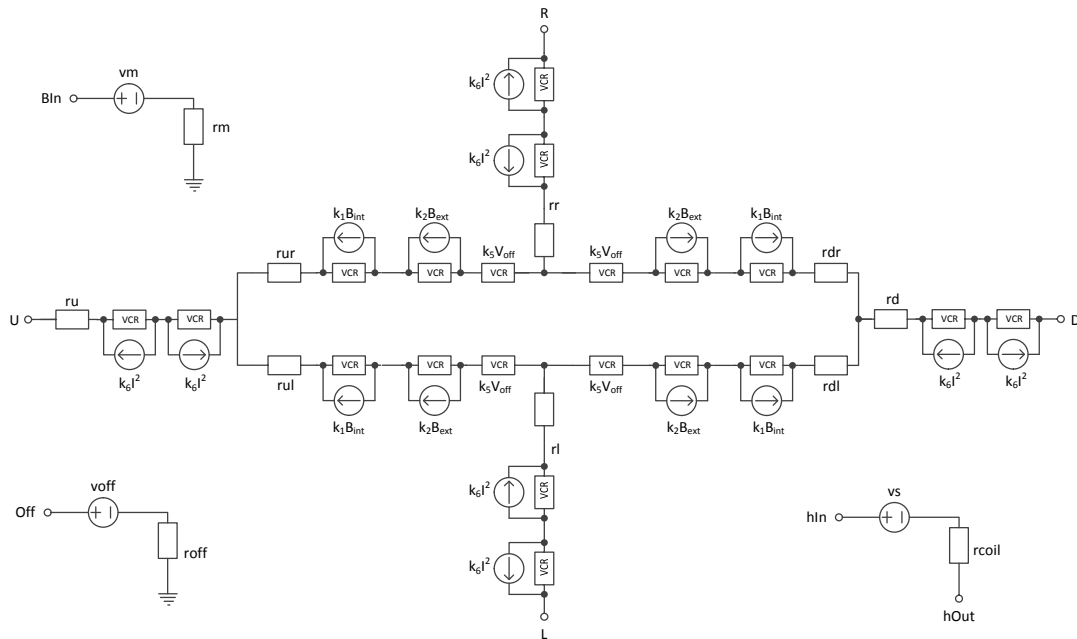 R
k₆I²
VCR
vm
BIn
rm
k₆I²
VCR
rr
k₁Bint
k₂Bext
k₂Bext
k₁Bint
rur
k₅Voff
k₅Voff
rdr
VCR
VCR
VCR
VCR
VCR
VCR
ru
rd
U
VCR
VCR
VCR
VCR
D
k₆I²
k₆I²
k₆I²
k₆I²
VCR
VCR
VCR
VCR
VCR
VCR
rul
k₅Voff
k₅Voff
rdl
k₁Bint
k₂Bext
k₂Bext
k₁Bint
rl
k₆I²
VCR
voff
Off
roff
k₆I²
VCR
vs
hIn
rcoil
hOut
L